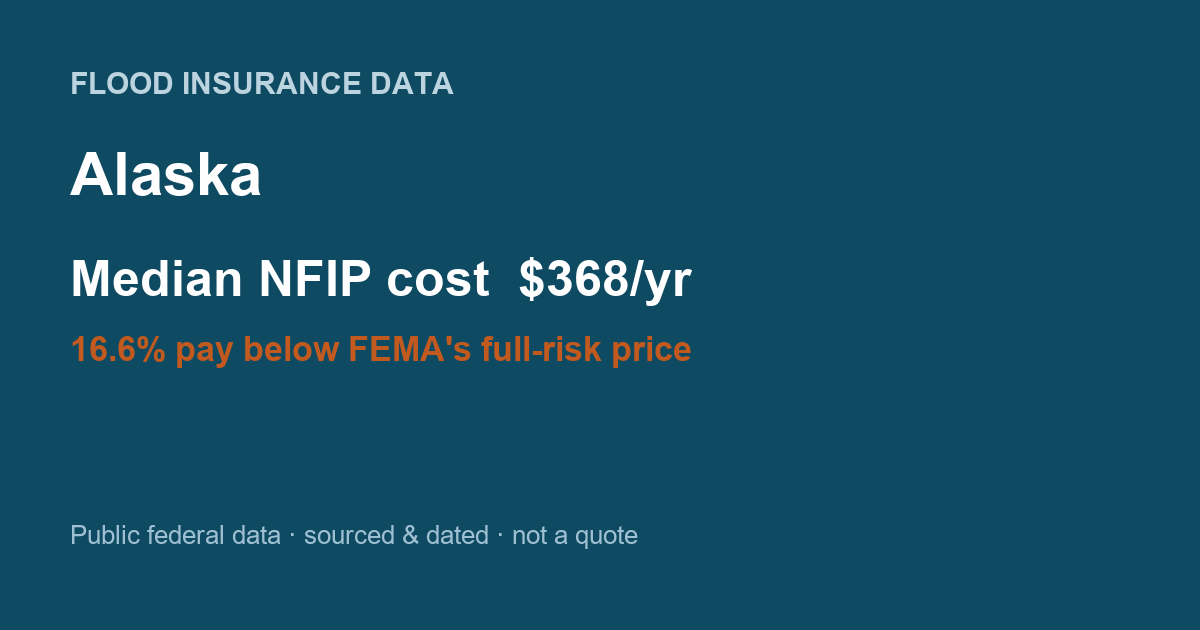 FLOOD INSURANCE DATA
Alaska
Median NFIP cost  $368/yr
16.6% pay below FEMA's full-risk price
Public federal data · sourced & dated · not a quote